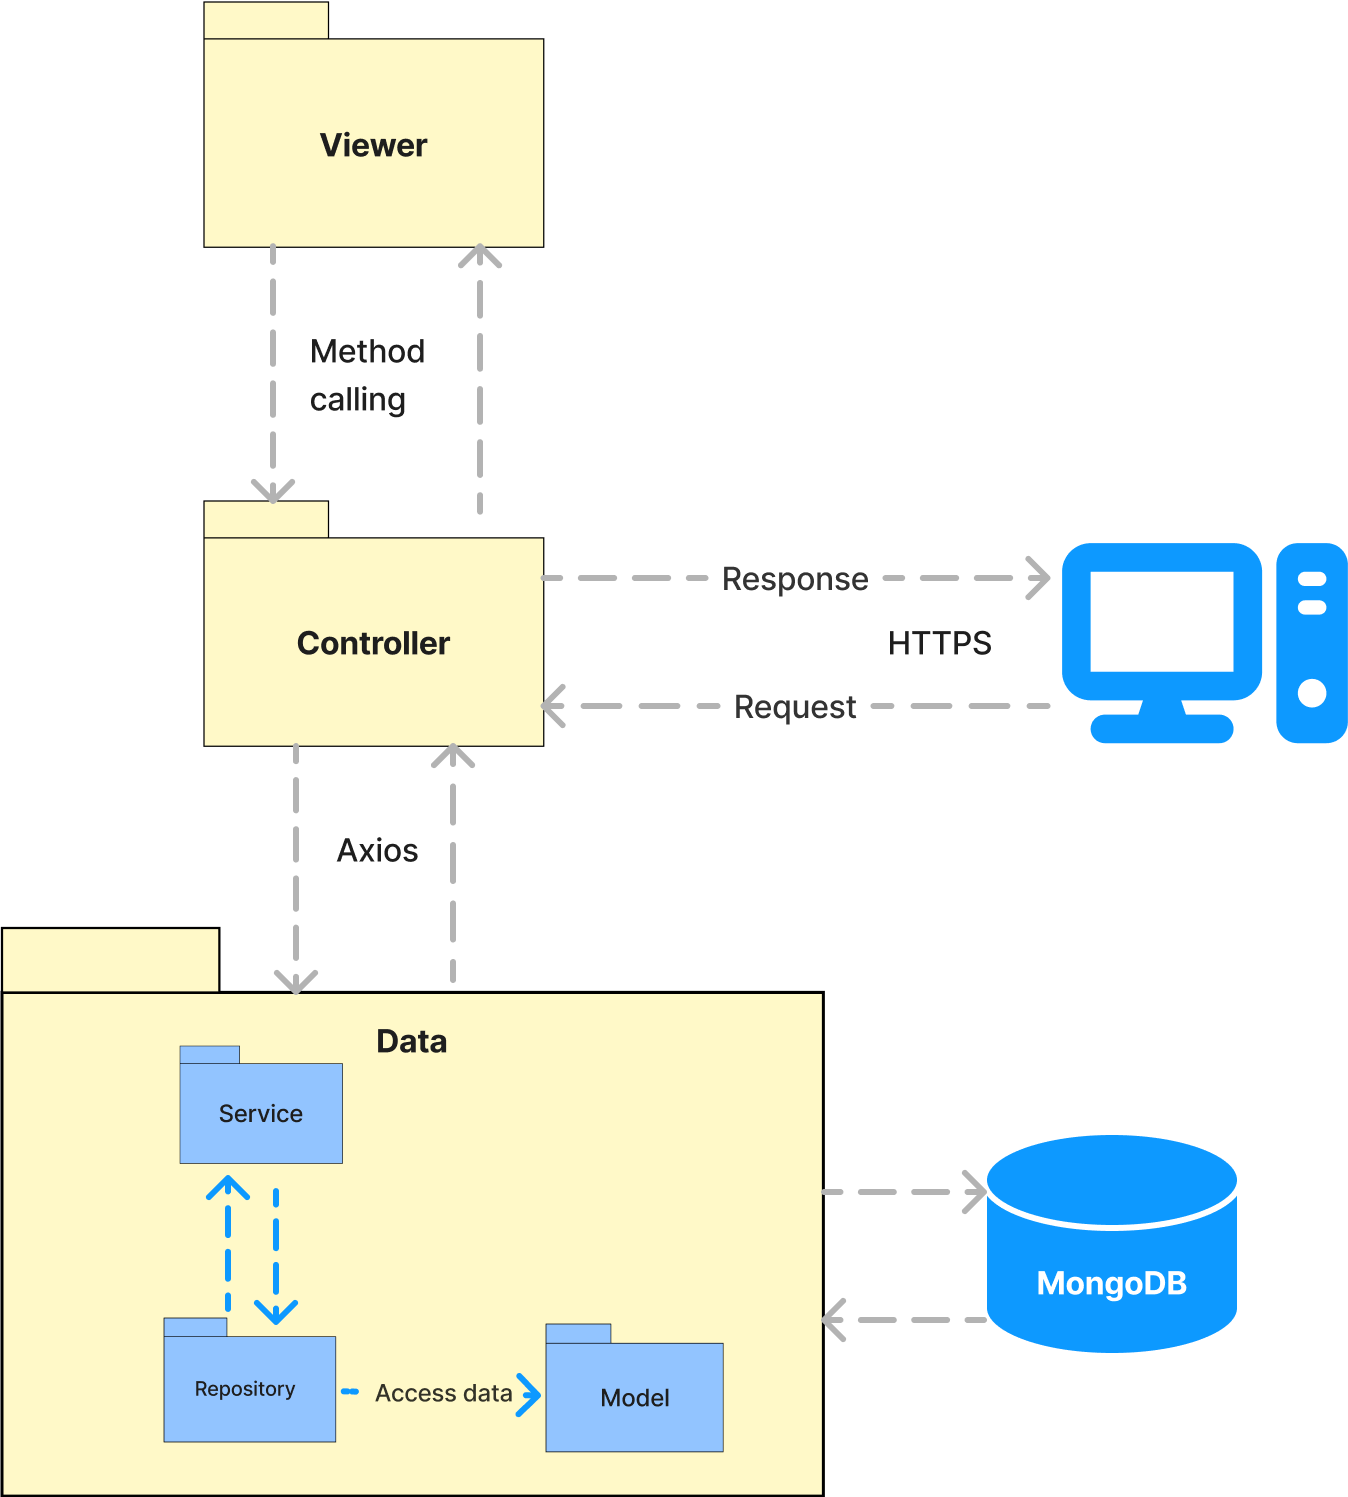 Viewer
Method
calling
Controller
Response
HTTPS
Request
Axios
Data
Service
MongoDB
Repository
Access data
Model